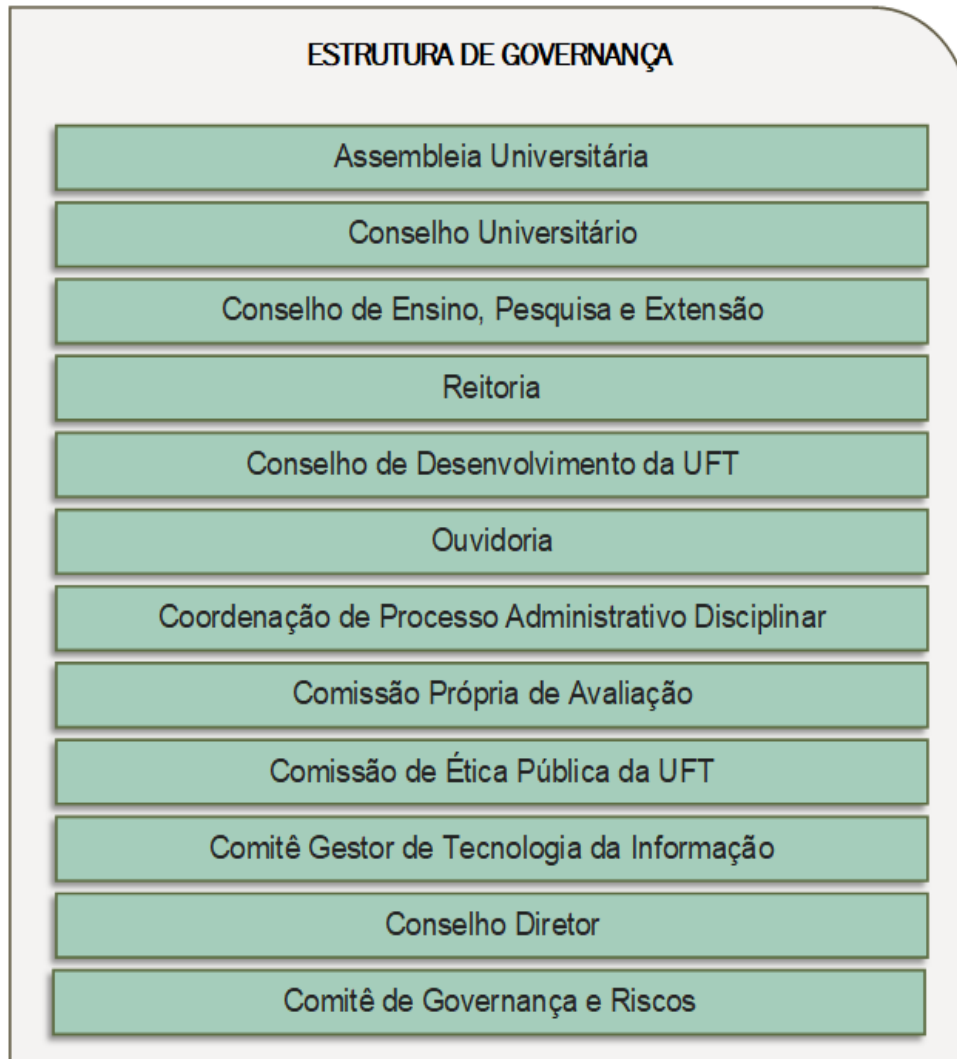 ESTRUTURA DE GOVERNANÇA
Assembleia Universitária
Conselho Universitário
Conselho de Ensino, Pesquisa e Extensão
Reitoria
Conselho de Desenvolvimento da UFT
Ouvidoria
Coordenação de Processo Administrativo Disciplinar
Comissão Própria de Avaliação
Comissão de Ética Pública da UFT
Comitê Gestor de Tecnologia da Informação
Conselho Diretor
Comitê de Governança e Riscos